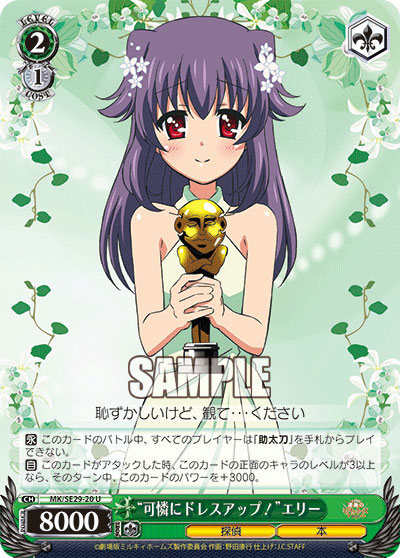 LEVEL
2
1
COST
SAMPLE
恥ずかしいけど、観て…ください
永 このカードのバトル中、すべてのプレイヤーは「助太刀」を手札からプレイ
できない。
自 このカードがアタックした時、このカードの正面のキャラのレベルが3以上
なら、そのターン中、このカードのパワーを+3000。
CH MK/SE29-20 U
POWER
8000
“可憐にドレスアップ♪”エリー
探偵 本
©劇場版ミルキィホームズ製作委員会 作画:野田康行 仕上げ:J.C.STAFF